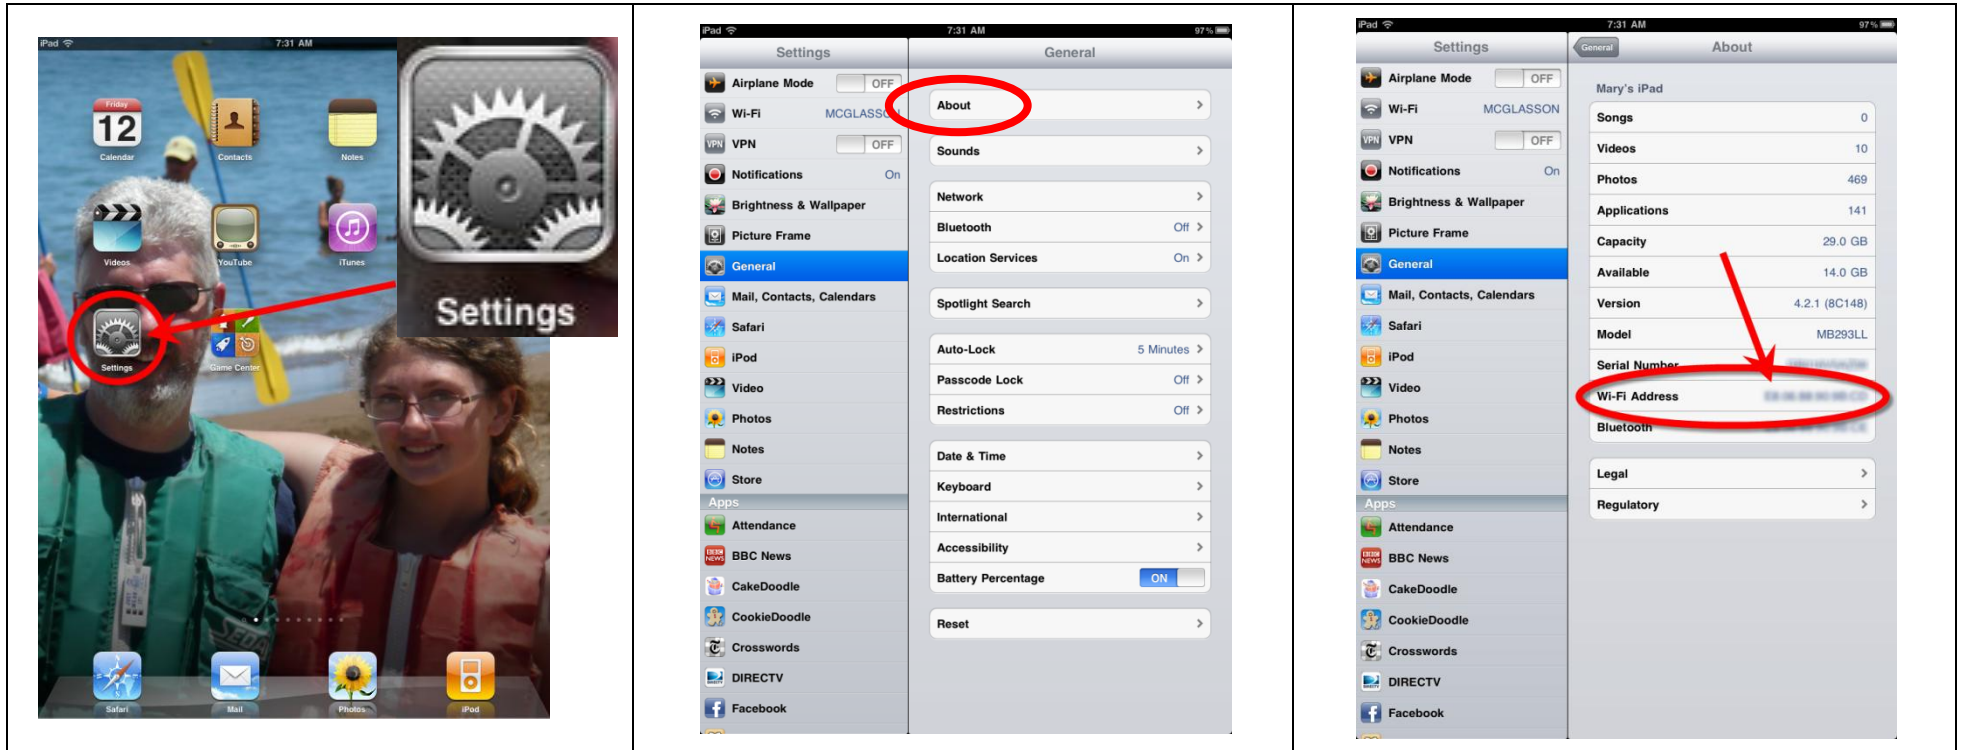 iPad 7:31 AM
Friday
12
Calendar
Contacts
Notes
Videos
YouTube
iTunes
Settings
Settings
Game Center
Safari
Mail
Photos
iPod
iPad 7:31 AM 97%
Settings
General
Airplane Mode OFF
Wi-Fi
VPN VPN OFF
Notifications On
Brightness & Wallpaper
Picture Frame
General
Mail, Contacts, Calendars
Safari
iPod
Video
Photos
Notes
Store
Apps
Attendance
BBC NEWS BBC News
CakeDoodle
CookieDoodle
Crosswords
DIRECTV DIRECTV
Facebook
About
Sounds
Network
Bluetooth Off
Location Services On
Spotlight Search
Auto-Lock 5 Minutes
Passcode Lock Off
Restrictions Off
Date & Time
Keyboard
International
Accessibility
Battery Percentage ON
Reset
iPad 7:31 AM 97%
Settings
General About
Airplane Mode OFF
Wi-Fi MCGLASSON
VPN VPN OFF
Notifications On
Brightness & Wallpaper
Picture Frame
General
Mail, Contacts, Calendars
Safari
iPod
Video
Photos
Notes
Store
Apps
Attendance
BBC NEWS BBC News
CakeDoodle
CookieDoodle
Crosswords
DIRECTV DIRECTV
Facebook
Mary's iPad
Songs 0
Videos 10
Photos 469
Applications 141
Capacity 29.0 GB
Available 14.0 GB
Version 4.2.1 (8C148)
Model MB293LL
Serial Number
Wi-Fi Address
Bluetooth
Legal
Regulatory